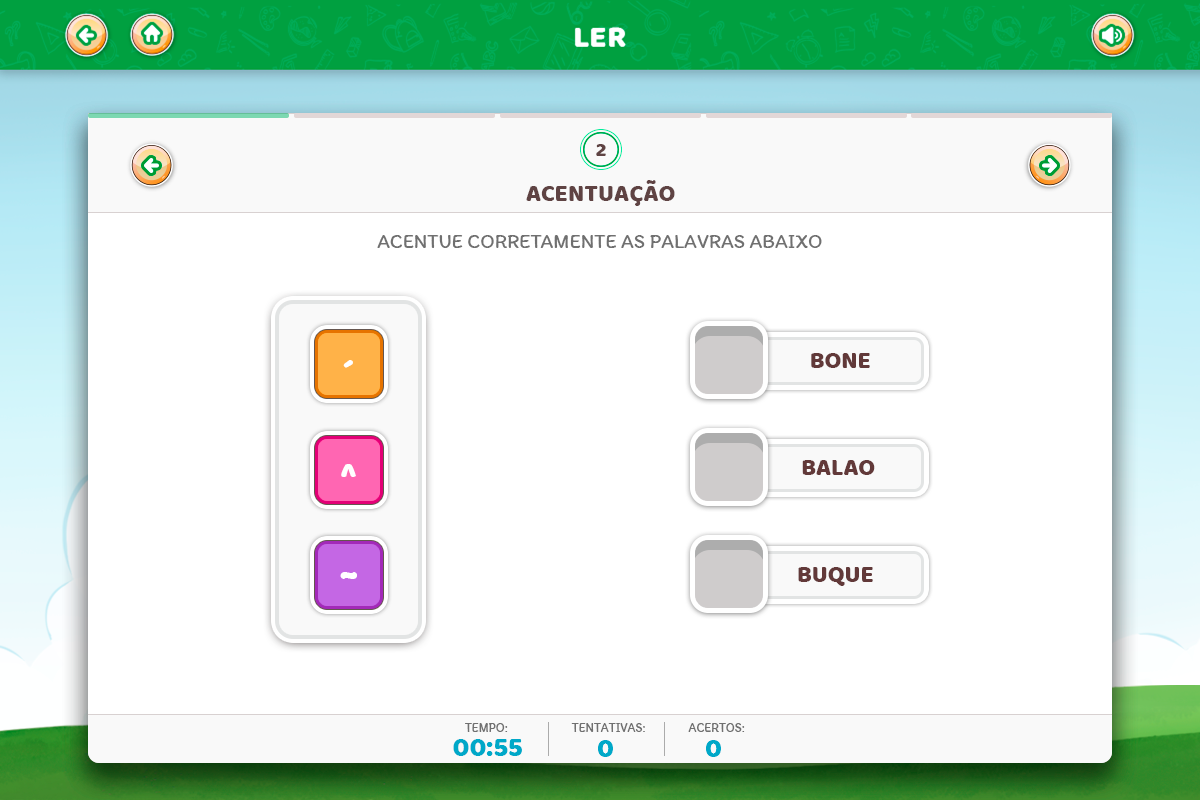 LER
2
ACENTUAÇÃO
ACENTUE CORRETAMENTE AS PALAVRAS ABAIXO
´
^
~
BONE
BALAO
BUQUE
TEMPO: TENTATIVAS: ACERTOS:
00:55 0 0